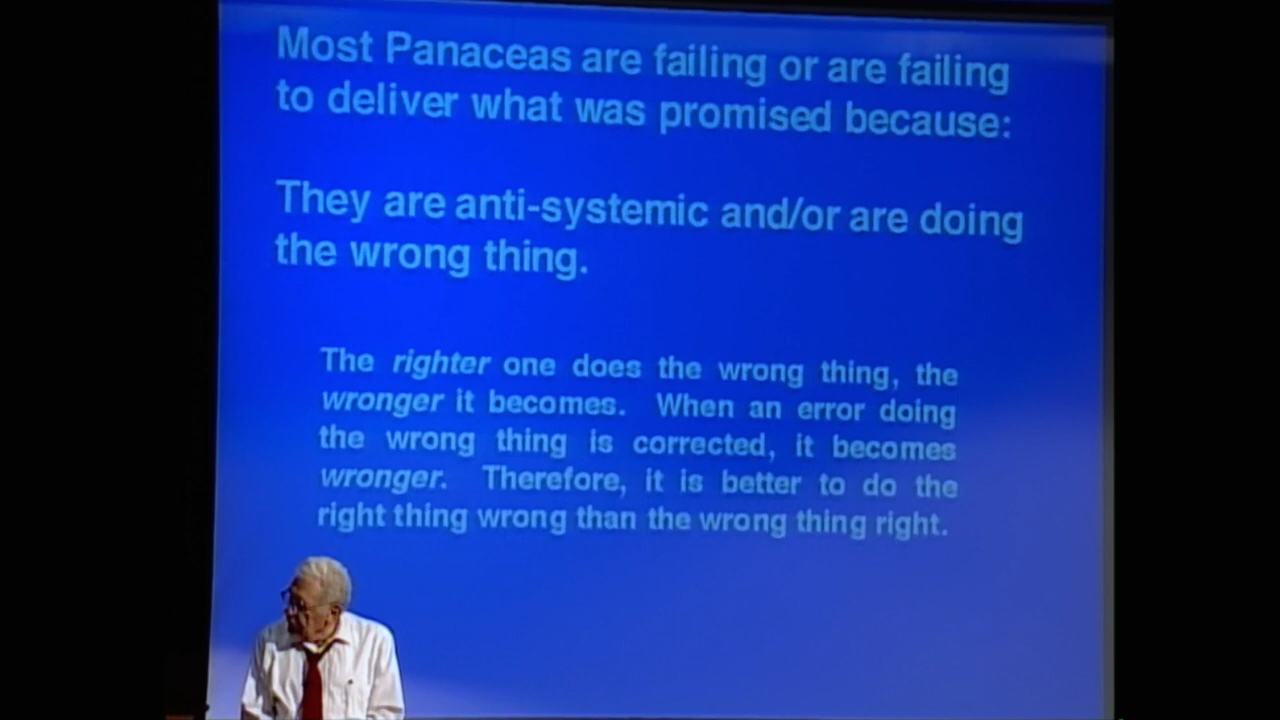 Most Panaceas are failing or are failing
to deliver what was promised because:
They are anti-systemic and/or are doing
the wrong thing.
The righter one does the wrong thing, the
wronger it becomes. When an error doing
the wrong thing is corrected, it becomes
wronger. Therefore, it is better to do the
right thing wrong than the wrong thing right.